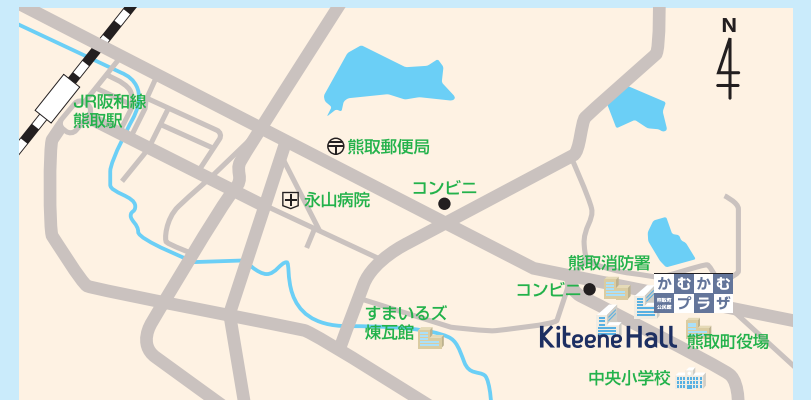 N
JR阪和線
熊取駅
熊取郵便局
永山病院
コンビニ
熊取消防署
コンビニ
かむかむ
プラザ
すまいるズ
煉瓦館
Kiteene Hall
熊取町役場
中央小学校